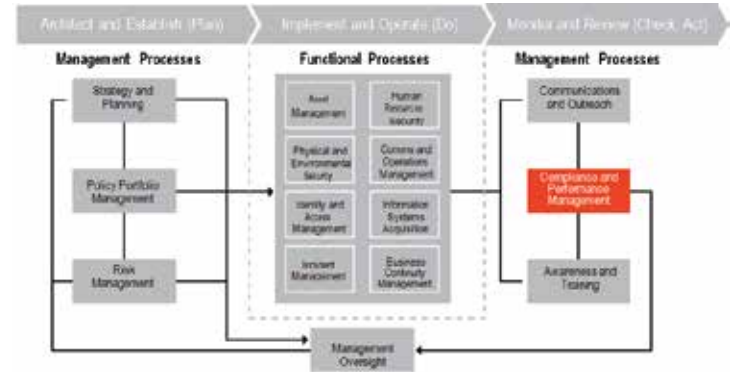 Architect and Establish (Plan)
Implement and Operate (Do)
Monitor and Review (Check, Act)
Management Processes
Functional Processes
Management Processes
Strategy and
Planning
Policy Portfolio
Management
Risk
Management
Asset
Management
Human
Resources
Security
Physical and
Environmental
Security
Comms and
Operations
Management
Identity and
Access
Management
Information
Systems
Acquisition
Incident
Management
Business
Continuity
Management
Communications
and Outreach
Compliance and
Performance
Management
Awareness and
Training
Management
Oversight